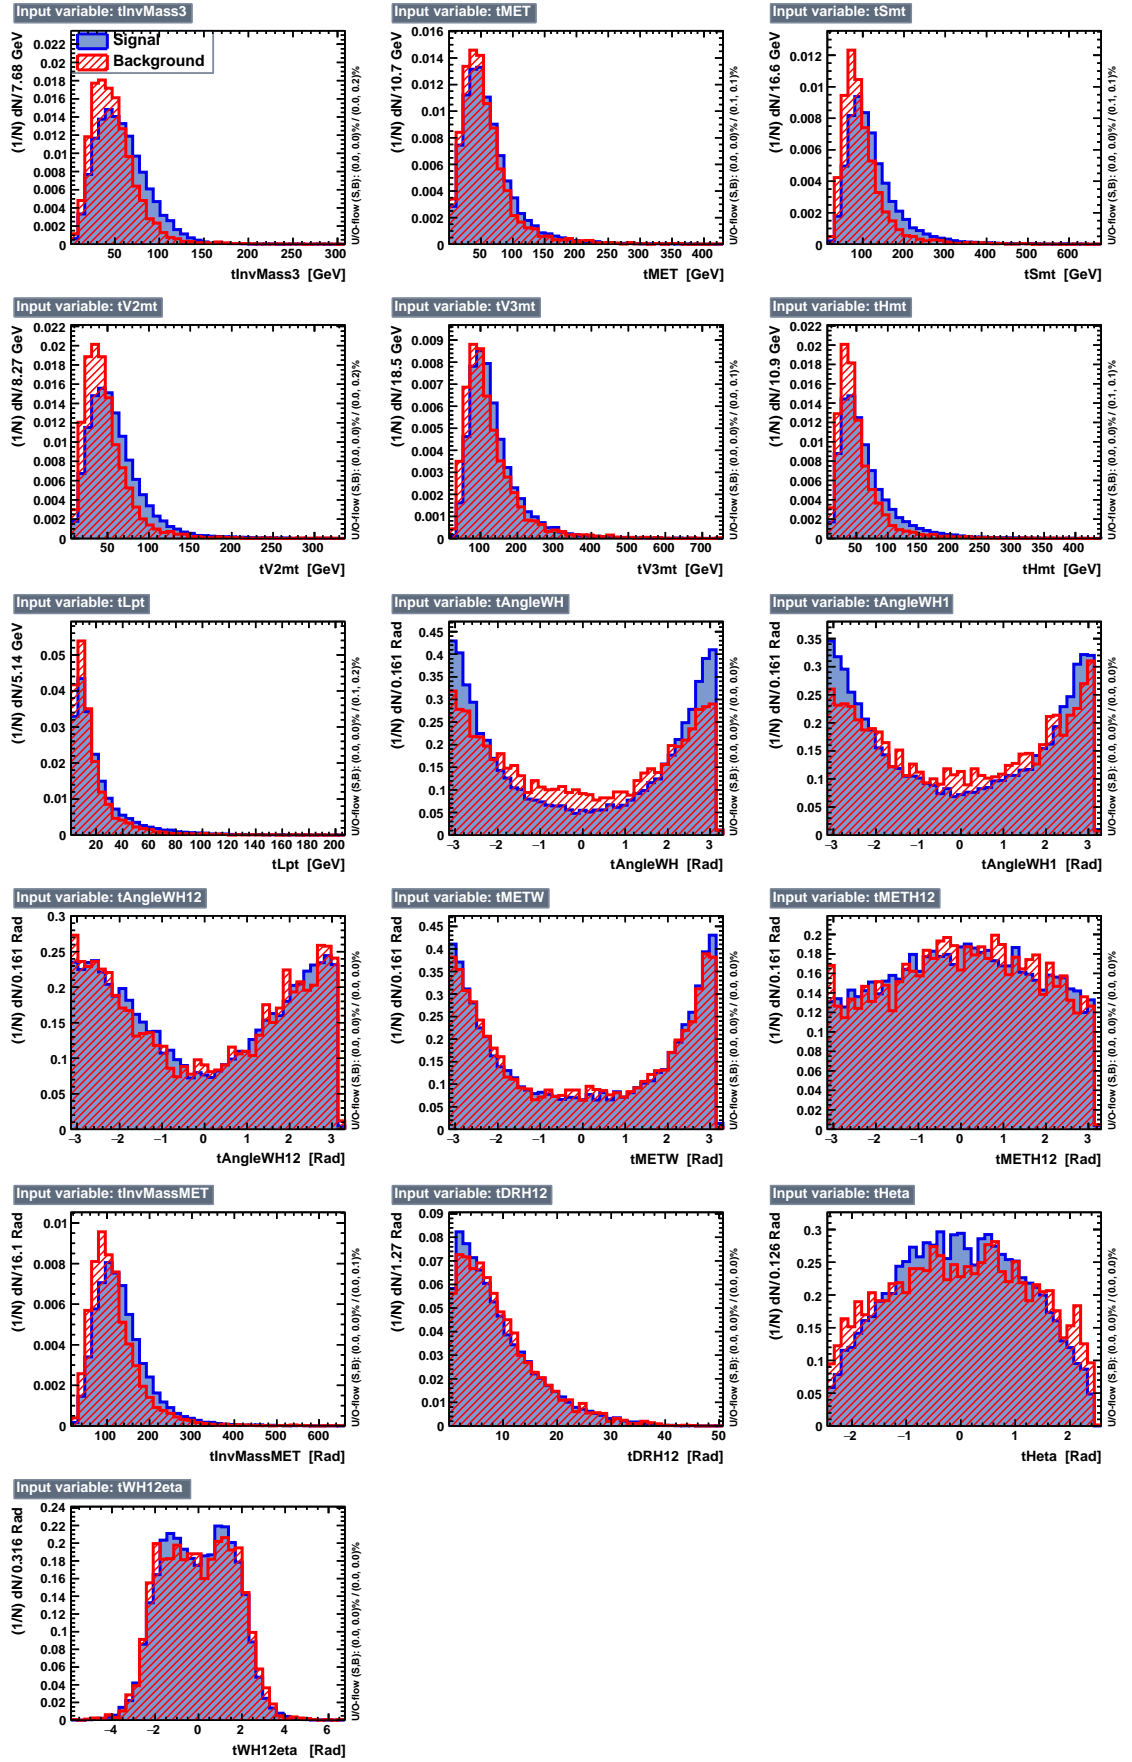 Input variable: tInvMass3
(1/N) dN/7.68 GeV
0.022
0.02
0.018
0.016
0.014
0.012
0.01
0.008
0.006
0.004
0.002
0
Signal
Background
50 100 150 200 250 300
tInvMass3 [GeV]
U/O-flow (S,B): (0.0, 0.0)% / (0.0, 0.2)%
Input variable: tMET
(1/N) dN/10.7 GeV
0.016
0.014
0.012
0.01
0.008
0.006
0.004
0.002
0
50 100 150 200 250 300 350 400
tMET [GeV]
U/O-flow (S,B): (0.0, 0.0)% / (0.1, 0.1)%
Input variable: tSmt
(1/N) dN/16.6 GeV
0.012
0.01
0.008
0.006
0.004
0.002
0
100 200 300 400 500 600
tSmt [GeV]
U/O-flow (S,B): (0.0, 0.0)% / (0.1, 0.1)%
Input variable: tV2mt
(1/N) dN/8.27 GeV
0.022
0.02
0.018
0.016
0.014
0.012
0.01
0.008
0.006
0.004
0.002
0
50 100 150 200 250 300
tV2mt [GeV]
U/O-flow (S,B): (0.0, 0.0)% / (0.0, 0.2)%
Input variable: tV3mt
(1/N) dN/18.5 GeV
0.009
0.008
0.007
0.006
0.005
0.004
0.003
0.002
0.001
0
100 200 300 400 500 600 700
tV3mt [GeV]
U/O-flow (S,B): (0.0, 0.0)% / (0.0, 0.1)%
Input variable: tHmt
(1/N) dN/10.9 GeV
0.022
0.02
0.018
0.016
0.014
0.012
0.01
0.008
0.006
0.004
0.002
0
50 100 150 200 250 300 350 400
tHmt [GeV]
U/O-flow (S,B): (0.0, 0.0)% / (0.1, 0.1)%
Input variable: tLpt
(1/N) dN/5.14 GeV
0.05
0.04
0.03
0.02
0.01
0
20 40 60 80 100 120 140 160 180 200
tLpt [GeV]
U/O-flow (S,B): (0.0, 0.0)% / (0.1, 0.2)%
Input variable: tAngleWH
(1/N) dN/0.161 Rad
0.45
0.4
0.35
0.3
0.25
0.2
0.15
0.1
0.05
0
−3 −2 −1 0 1 2 3
tAngleWH [Rad]
U/O-flow (S,B): (0.0, 0.0)% / (0.0, 0.0)%
Input variable: tAngleWH1
(1/N) dN/0.161 Rad
0.35
0.3
0.25
0.2
0.15
0.1
0.05
0
−3 −2 −1 0 1 2 3
tAngleWH1 [Rad]
U/O-flow (S,B): (0.0, 0.0)% / (0.0, 0.0)%
Input variable: tAngleWH12
(1/N) dN/0.161 Rad
0.3
0.25
0.2
0.15
0.1
0.05
0
−3 −2 −1 0 1 2 3
tAngleWH12 [Rad]
U/O-flow (S,B): (0.0, 0.0)% / (0.0, 0.0)%
Input variable: tMETW
(1/N) dN/0.161 Rad
0.45
0.4
0.35
0.3
0.25
0.2
0.15
0.1
0.05
0
−3 −2 −1 0 1 2 3
tMETW [Rad]
U/O-flow (S,B): (0.0, 0.0)% / (0.0, 0.0)%
Input variable: tMETH12
(1/N) dN/0.161 Rad
0.2
0.18
0.16
0.14
0.12
0.1
0.08
0.06
0.04
0.02
0
−3 −2 −1 0 1 2 3
tMETH12 [Rad]
U/O-flow (S,B): (0.0, 0.0)% / (0.0, 0.0)%
Input variable: tInvMassMET
(1/N) dN/16.1 Rad
0.01
0.008
0.006
0.004
0.002
0
100 200 300 400 500 600
tInvMassMET [Rad]
U/O-flow (S,B): (0.0, 0.0)% / (0.0, 0.1)%
Input variable: tDRH12
(1/N) dN/1.27 Rad
0.09
0.08
0.07
0.06
0.05
0.04
0.03
0.02
0.01
0
10 20 30 40 50
tDRH12 [Rad]
U/O-flow (S,B): (0.0, 0.0)% / (0.0, 0.0)%
Input variable: tHeta
(1/N) dN/0.126 Rad
0.3
0.25
0.2
0.15
0.1
0.05
0
−2 −1 0 1 2
tHeta [Rad]
U/O-flow (S,B): (0.0, 0.0)% / (0.0, 0.0)%
Input variable: tWH12eta
(1/N) dN/0.316 Rad
0.24
0.22
0.2
0.18
0.16
0.14
0.12
0.1
0.08
0.06
0.04
0.02
0
−4 −2 0 2 4 6
tWH12eta [Rad]
U/O-flow (S,B): (0.0, 0.0)% / (0.0, 0.0)%